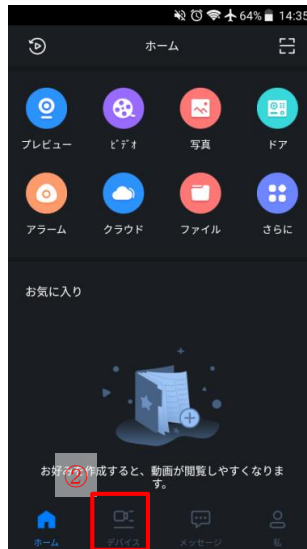 64% 14:35
ホーム
プレビュー ビデオ 写真 ドア
アラーム クラウド ファイル さらに
お気に入り
お好みを作成すると、動画が閲覧しやすくなりま
す。
②
ホーム デバイス メッセージ 私